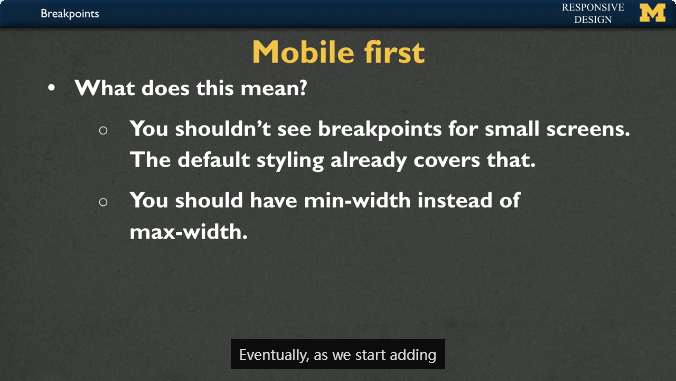 Breakpoints
RESPONSIVE
DESIGN
M
Mobile first
• What does this mean?
○ You shouldn't see breakpoints for small screens.
The default styling already covers that.
○ You should have min-width instead of
max-width.
Eventually, as we start adding